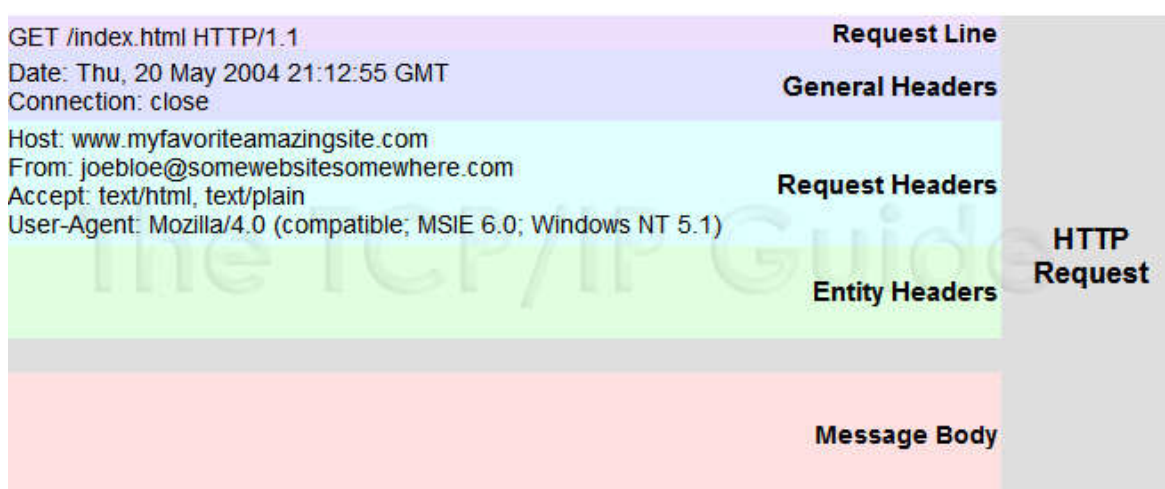 GET /index.html HTTP/1.1
Request Line
Date: Thu, 20 May 2004 21:12:55 GMT
Connection: close
General Headers
Host: www.myfavoriteamazingsite.com
From: joebloe@somewebsitesomewhere.com
Accept: text/html, text/plain
User-Agent: Mozilla/4.0 (compatible; MSIE 6.0; Windows NT 5.1)
Request Headers
Entity Headers
Message Body
HTTP
Request
The TCP/IP Guide